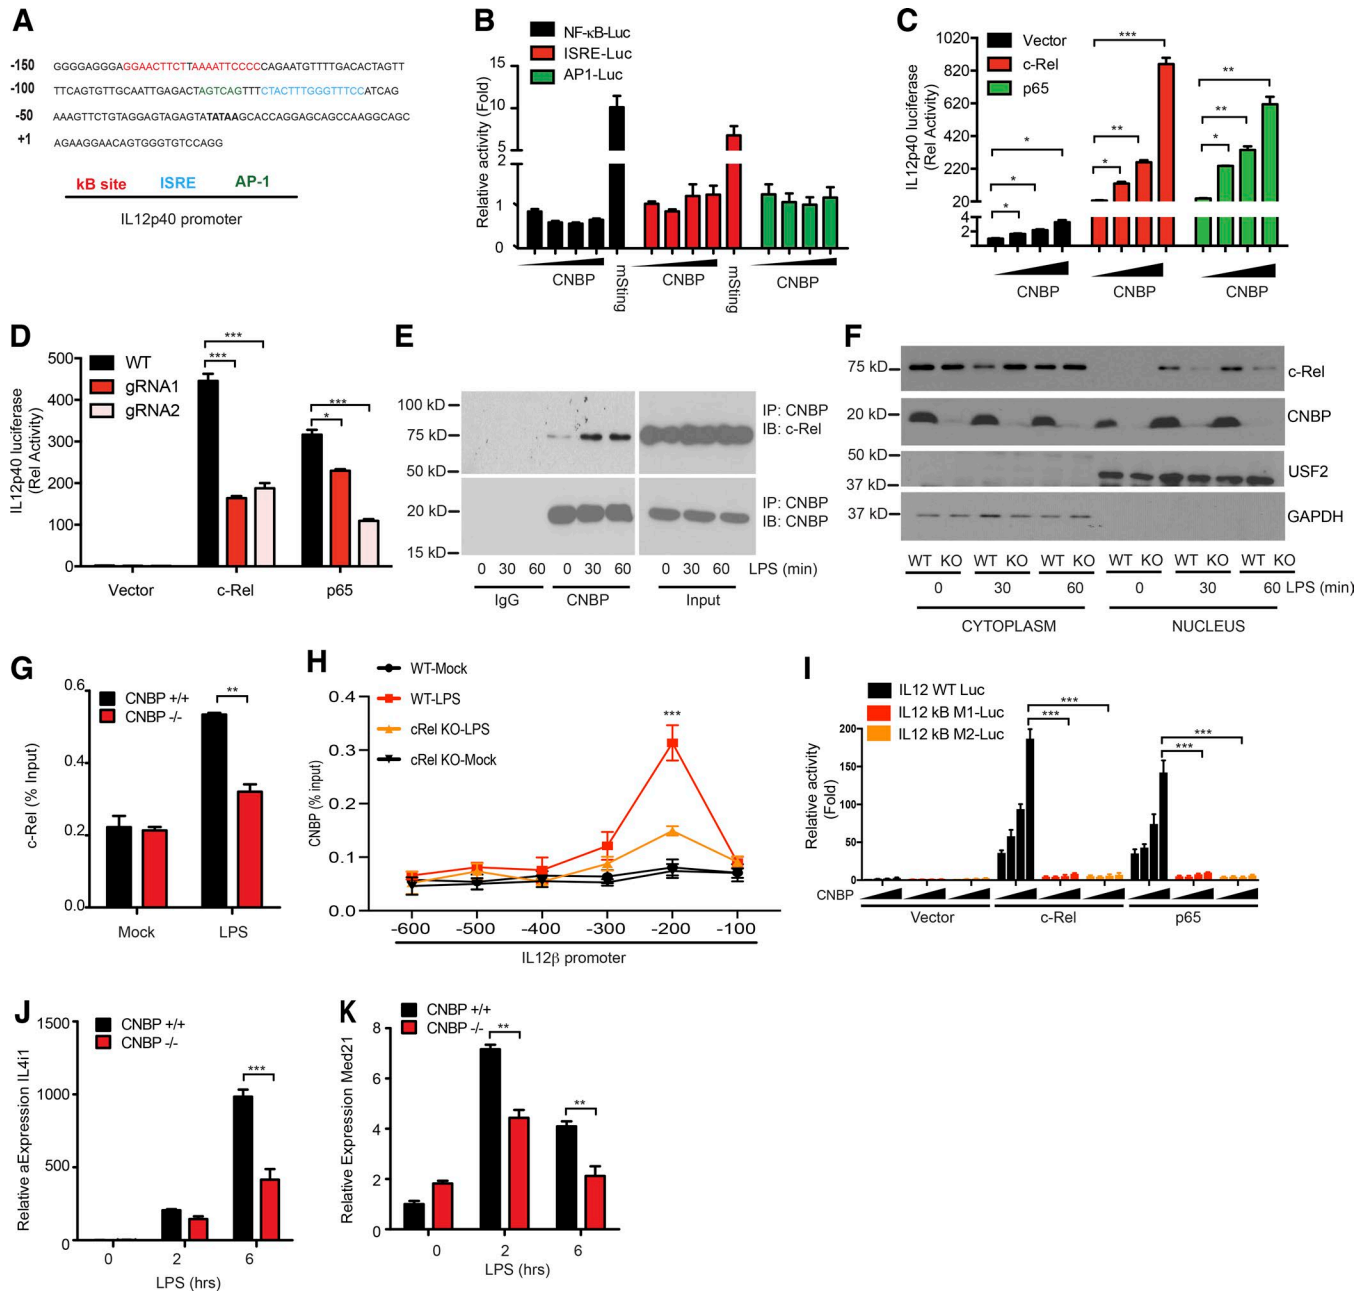 A
-150 GGGGAGGGAGGAACTTCTTAAAATTCCCCCAGAATGTTTTGACACTAGTT
-100 TTCAGTGTTGCAATTGAGACTAGTCAGTTTCTACTTTGGGTTTCCATCAG
-50 AAAGTTCTGTAGGAGTAGAGTATATAAGCACCAGGAGCAGCCAAGGCAGC
+1 AGAAGGAACAGTGGGTGTCCAGG
kB site ISRE AP-1
IL12p40 promoter
B
NF-κB-Luc
ISRE-Luc
AP1-Luc
Relative activity (Fold)
15
10
5
2
1
0
CNBP mSting CNBP mSting CNBP
C
Vector
c-Rel
p65
IL12p40 luciferase
(Rel Activity)
1020
820
620
420
220
20
4
2
* * * * ** *** * ** **
CNBP CNBP CNBP
D
WT
gRNA1
gRNA2
IL12p40 luciferase
(Rel Activity)
500
400
300
200
100
0
*** *** *** *
Vector c-Rel p65
E
100 kD
75 kD
50 kD
20 kD
15 kD
IP: CNBP
IB: c-Rel
IP: CNBP
IB: CNBP
0 30 60 0 30 60 0 30 60 LPS (min)
IgG CNBP Input
F
75 kD c-Rel
20 kD CNBP
50 kD
37 kD USF2
37 kD GAPDH
WT KO WT KO WT KO WT KO WT KO WT KO
0 30 60 0 30 60 LPS (min)
CYTOPLASM NUCLEUS
G
CNBP +/+
CNBP -/-
c-Rel (% Input)
0.6
0.4
0.2
0.0
**
Mock LPS
H
WT-Mock
WT-LPS
cRel KO-LPS
cRel KO-Mock
CNBP (% input)
0.4
0.3
0.2
0.1
0.0
***
-600 -500 -400 -300 -200 -100
IL12β promoter
I
IL12 WT Luc
IL12 kB M1-Luc
IL12 kB M2-Luc
Relative activity
(Fold)
200
150
100
50
0
*** *** *** ***
CNBP
Vector c-Rel p65
J
CNBP +/+
CNBP -/-
Relative aExpression IL4i1
1500
1000
500
0
***
0 2 6
LPS (hrs)
K
CNBP +/+
CNBP -/-
Relative Expression Med21
8
6
4
2
0
** **
0 2 6
LPS (hrs)